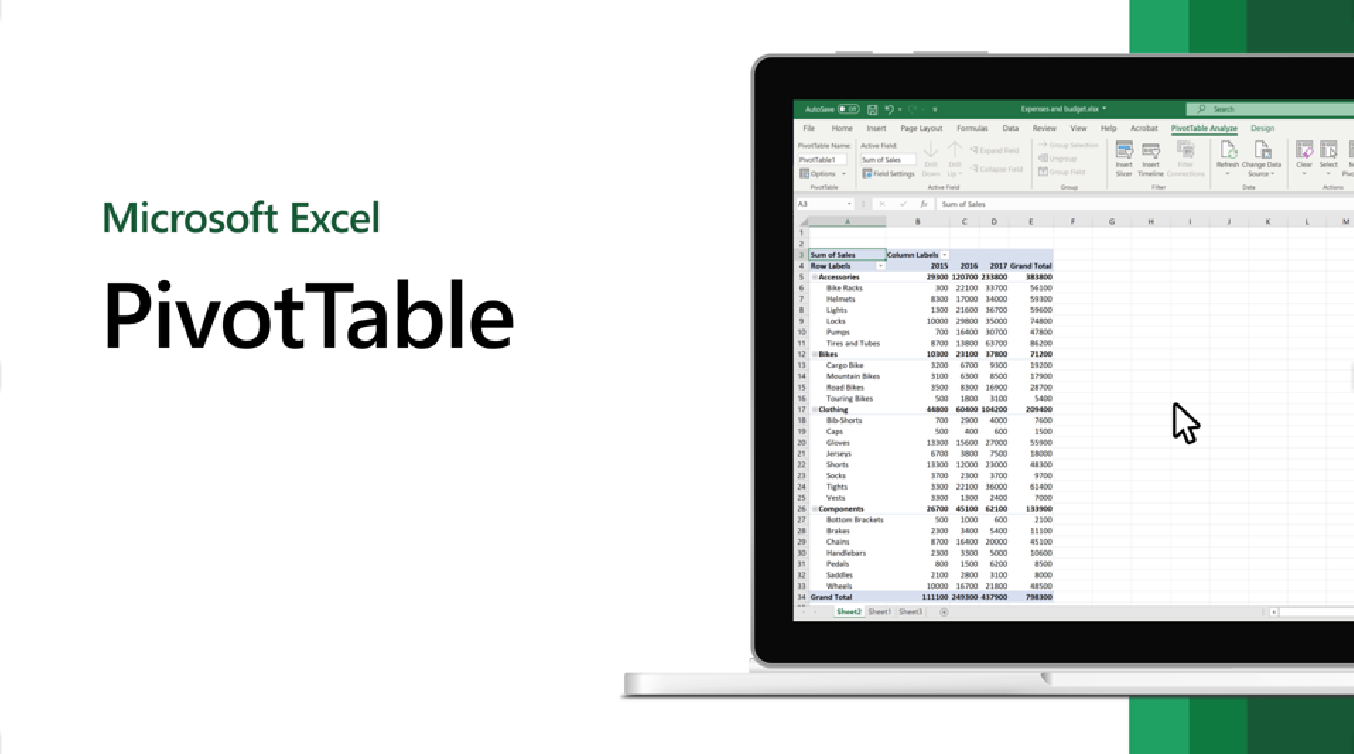 Microsoft Excel
PivotTable
AutoSave Off Expenses and budget.xlsx Search
File Home Insert Page Layout Formulas Data Review View Help Acrobat PivotTable Analyze Design
PivotTable Name: Active Field:
PivotTable1 Sum of Sales
Options Field Settings
Drill Down Drill Up
Expand Field
Collapse Field
Group Selection
Ungroup
Group Field
Insert Slicer Insert Timeline Filter Connections
Refresh Change Data Source
Clear Select
PivotTable Active Field Group Filter Data Actions
A3 fx Sum of Sales
A B C D E F G H I J K L M
1
2
3 Sum of Sales Column Labels
4 Row Labels 2015 2016 2017 Grand Total
5 Accessories 29300 120700 233800 383800
6 Bike Racks 300 22100 33700 56100
7 Helmats 8300 17000 34000 59300
8 Lights 1300 21600 36700 59600
9 Locks 10000 29800 35000 74800
10 Pumps 700 16400 30700 47800
11 Tires and Tubes 8700 13800 63700 86200
12 Bikes 10300 23100 37800 71200
13 Cargo Bike 3200 6700 9300 19200
14 Mountain Bikes 3100 6300 8500 17900
15 Road Bikes 3500 8300 16900 28700
16 Touring Bikes 500 1800 3100 5400
17 Clothing 44800 60400 104200 209400
18 Bib-Shorts 700 2900 4000 7600
19 Caps 500 400 600 1500
20 Gloves 13300 15600 27000 55900
21 Jerseys 6700 3800 7500 18000
22 Shorts 13300 12000 23000 48300
23 Socks 3700 2300 3700 9700
24 Tights 3300 22100 36000 61400
25 Vests 3300 1300 2400 7000
26 Components 26700 45100 62100 133900
27 Bottom Brackets 500 1000 600 2100
28 Brakes 2300 3400 5400 11100
29 Chains 8700 16400 20000 45100
30 Handlebars 2300 3300 5000 10600
31 Pedals 800 1500 6200 8500
32 Saddles 2100 2800 3100 8000
33 Wheels 10000 16700 21800 48500
34 Grand Total 111100 249300 437900 798300
Sheet2 Sheet1 Sheet3